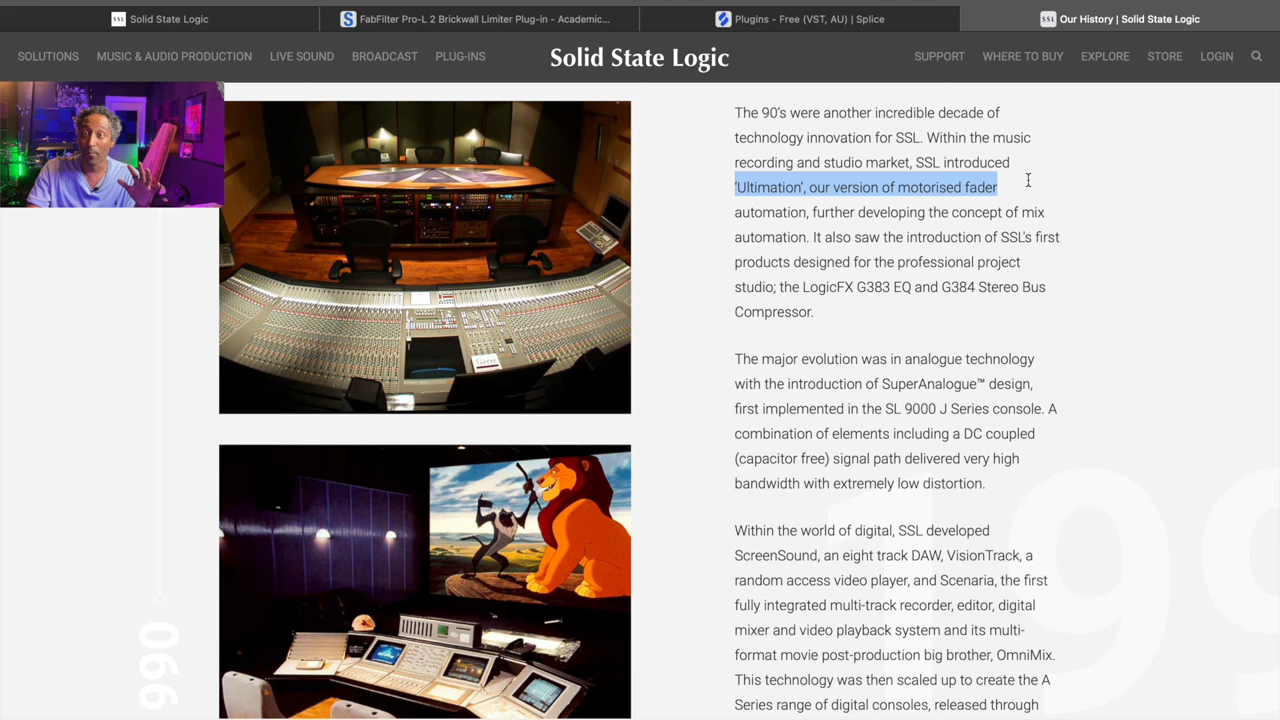 Solid State Logic
FabFilter Pro-L 2 Brickwall Limiter Plug-in - Academic...
Plugins - Free (VST, AU) | Splice
Our History | Solid State Logic
SOLUTIONS
MUSIC & AUDIO PRODUCTION
LIVE SOUND
BROADCAST
PLUG-INS
Solid State Logic
SUPPORT
WHERE TO BUY
EXPLORE
STORE
LOGIN
The 90's were another incredible decade of
technology innovation for SSL. Within the music
recording and studio market, SSL introduced
'Ultimation', our version of motorised fader
automation, further developing the concept of mix
automation. It also saw the introduction of SSL's first
products designed for the professional project
studio; the LogicFX G383 EQ and G384 Stereo Bus
Compressor.
The major evolution was in analogue technology
with the introduction of SuperAnalogue™ design,
first implemented in the SL 9000 J Series console. A
combination of elements including a DC coupled
(capacitor free) signal path delivered very high
bandwidth with extremely low distortion.
Within the world of digital, SSL developed
ScreenSound, an eight track DAW, VisionTrack, a
random access video player, and Scenaria, the first
fully integrated multi-track recorder, editor, digital
mixer and video playback system and its multi-
format movie post-production big brother, OmniMix.
This technology was then scaled up to create the A
Series range of digital consoles, released through